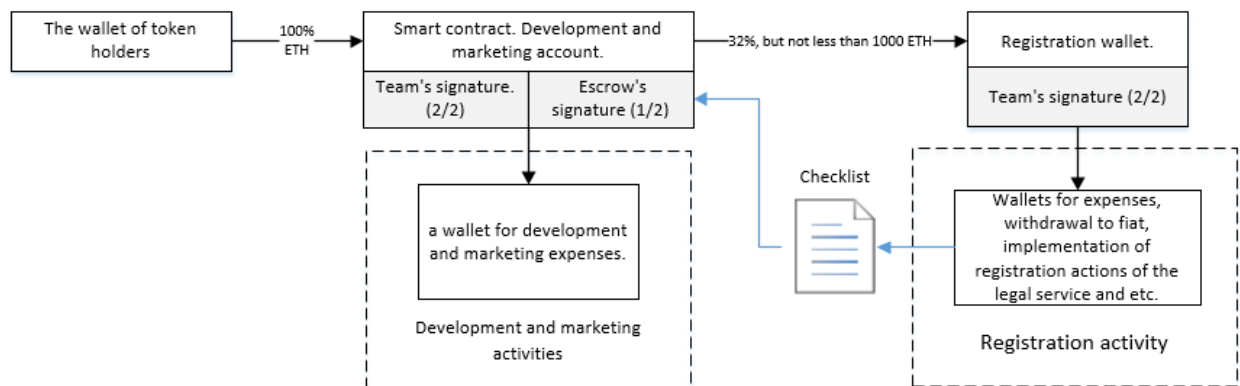 The wallet of token
holders
100%
ETH
Smart contract. Development and
marketing account.
Team's signature.
(2/2)
Escrow's
signature (1/2)
32%, but not less than 1000 ETH
Registration wallet.
Team's signature (2/2)
a wallet for development
and marketing expenses.
Development and marketing
activities
Checklist
Wallets for expenses,
withdrawal to fiat,
implementation of
registration actions of the
legal service and etc.
Registration activity